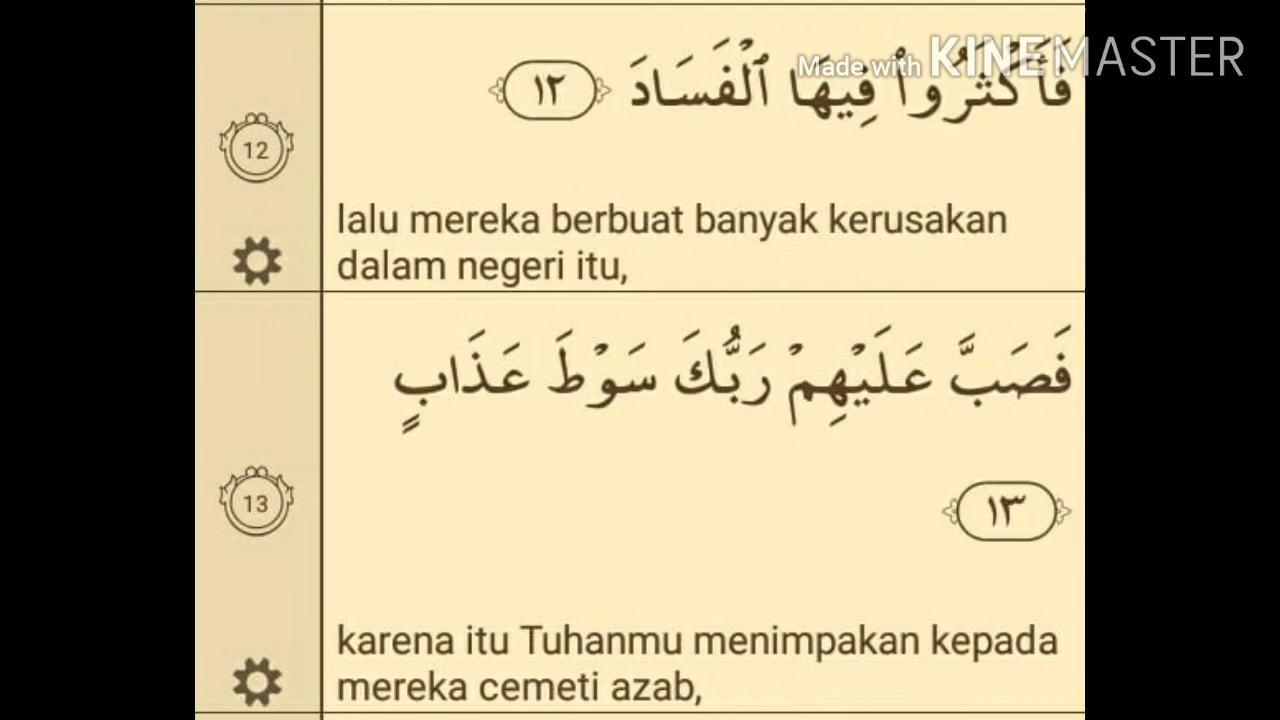 Made with KINEMASTER
فَأَكْثَرُوا۟ فِيهَا ٱلْفَسَادَ ١٢
12
lalu mereka berbuat banyak kerusakan
dalam negeri itu,
فَصَبَّ عَلَيْهِمْ رَبُّكَ سَوْطَ عَذَابٍ
١٣
13
karena itu Tuhanmu menimpakan kepada
mereka cemeti azab,